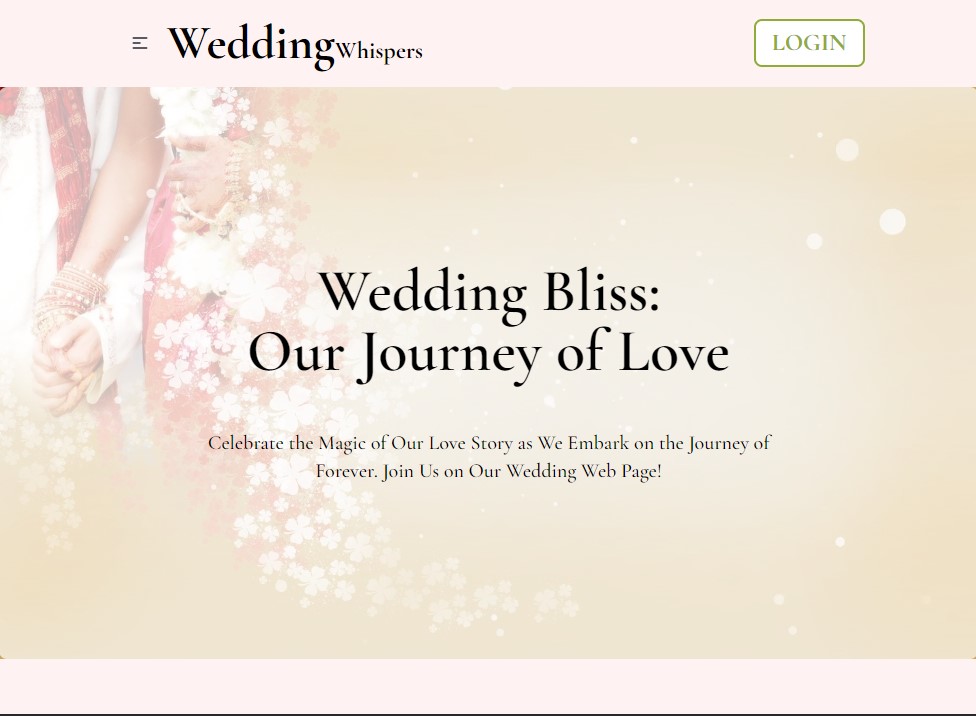 WeddingWhispers
LOGIN
Wedding Bliss:
Our Journey of Love
Celebrate the Magic of Our Love Story as We Embark on the Journey of
Forever. Join Us on Our Wedding Web Page!